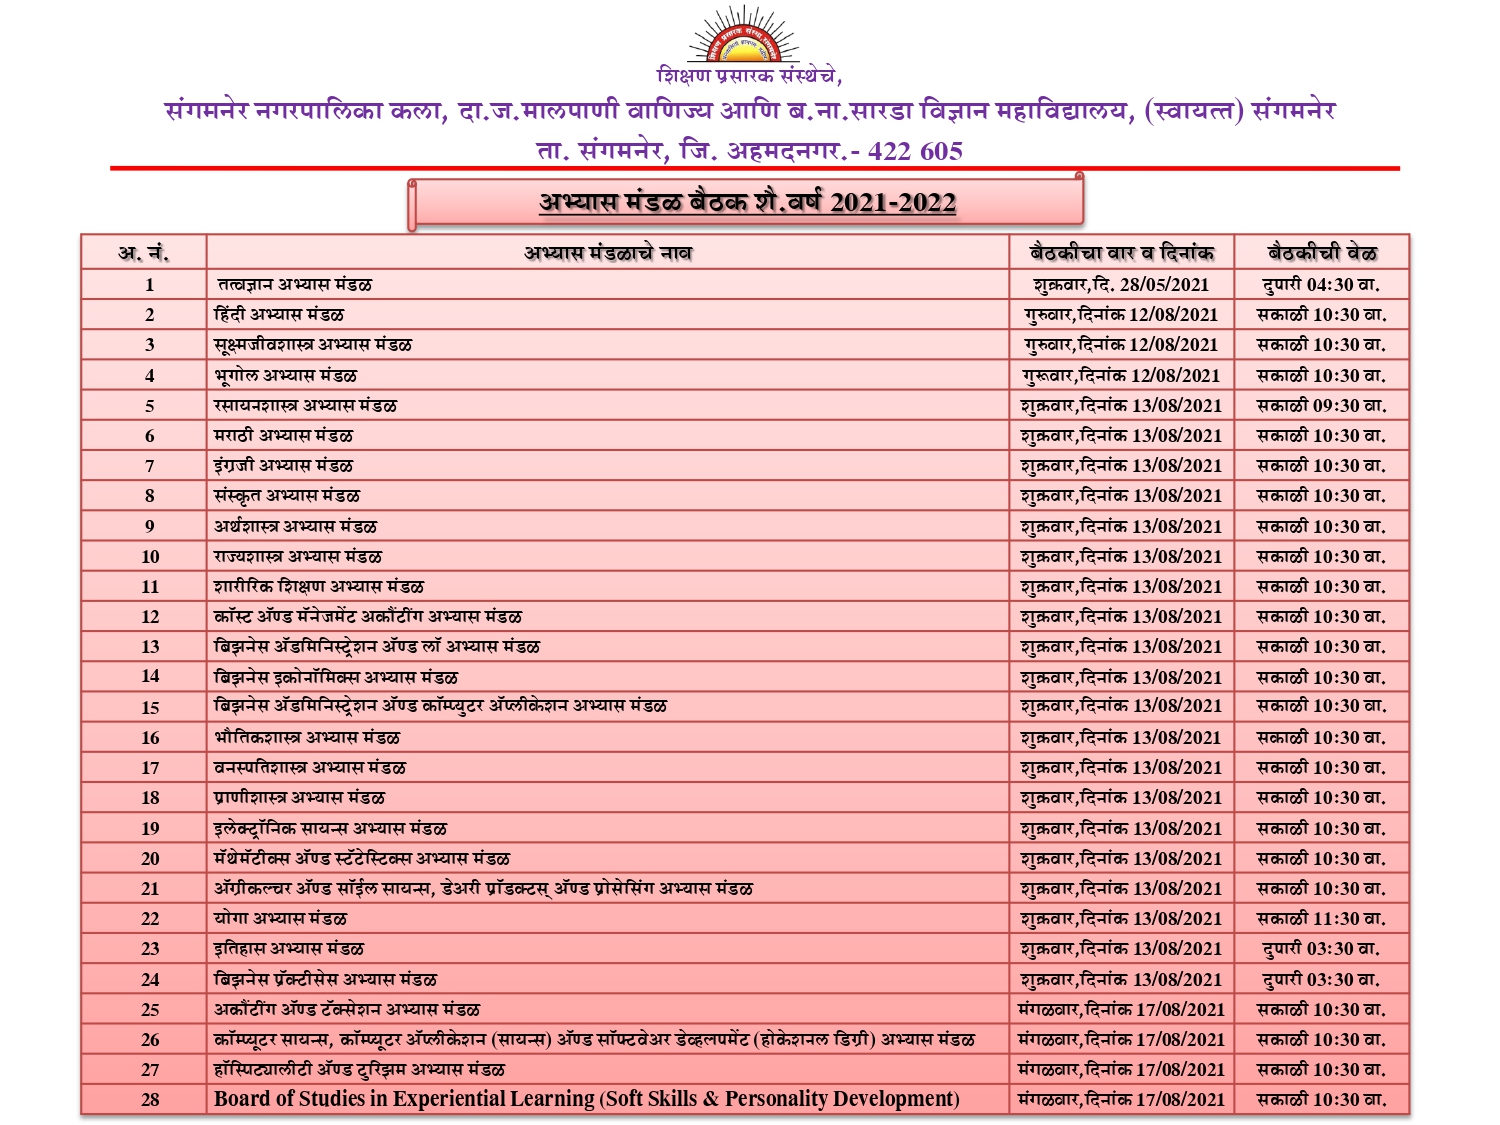 शिक्षण प्रसारक संस्थेचे,
संगमनेर नगरपालिका कला, दा.ज.मालपाणी वाणिज्य आणि ब.ना.सारडा विज्ञान महाविद्यालय, (स्वायत्त) संगमनेर
ता. संगमनेर, जि. अहमदनगर.- 422 605
अभ्यास मंडळ बैठक शै.वर्ष 2021-2022
अ. नं. अभ्यास मंडळाचे नाव बैठकीचा वार व दिनांक बैठकीची वेळ
1 तत्वज्ञान अभ्यास मंडळ शुक्रवार,दि. 28/05/2021 दुपारी 04:30 वा.
2 हिंदी अभ्यास मंडळ गुरुवार,दिनांक 12/08/2021 सकाळी 10:30 वा.
3 सूक्ष्मजीवशास्त्र अभ्यास मंडळ गुरुवार,दिनांक 12/08/2021 सकाळी 10:30 वा.
4 भूगोल अभ्यास मंडळ गुरूवार,दिनांक 12/08/2021 सकाळी 10:30 वा.
5 रसायनशास्त्र अभ्यास मंडळ शुक्रवार,दिनांक 13/08/2021 सकाळी 09:30 वा.
6 मराठी अभ्यास मंडळ शुक्रवार,दिनांक 13/08/2021 सकाळी 10:30 वा.
7 इंग्रजी अभ्यास मंडळ शुक्रवार,दिनांक 13/08/2021 सकाळी 10:30 वा.
8 संस्कृत अभ्यास मंडळ शुक्रवार,दिनांक 13/08/2021 सकाळी 10:30 वा.
9 अर्थशास्त्र अभ्यास मंडळ शुक्रवार,दिनांक 13/08/2021 सकाळी 10:30 वा.
10 राज्यशास्त्र अभ्यास मंडळ शुक्रवार,दिनांक 13/08/2021 सकाळी 10:30 वा.
11 शारीरिक शिक्षण अभ्यास मंडळ शुक्रवार,दिनांक 13/08/2021 सकाळी 10:30 वा.
12 कॉस्ट ॲण्ड मॅनेजमेंट अकौंटींग अभ्यास मंडळ शुक्रवार,दिनांक 13/08/2021 सकाळी 10:30 वा.
13 बिझनेस ॲडमिनिस्ट्रेशन ॲण्ड लॉ अभ्यास मंडळ शुक्रवार,दिनांक 13/08/2021 सकाळी 10:30 वा.
14 बिझनेस इकोनॉमिक्स अभ्यास मंडळ शुक्रवार,दिनांक 13/08/2021 सकाळी 10:30 वा.
15 बिझनेस ॲडमिनिस्ट्रेशन ॲण्ड कॉम्प्युटर ॲप्लीकेशन अभ्यास मंडळ शुक्रवार,दिनांक 13/08/2021 सकाळी 10:30 वा.
16 भौतिकशास्त्र अभ्यास मंडळ शुक्रवार,दिनांक 13/08/2021 सकाळी 10:30 वा.
17 वनस्पतिशास्त्र अभ्यास मंडळ शुक्रवार,दिनांक 13/08/2021 सकाळी 10:30 वा.
18 प्राणीशास्त्र अभ्यास मंडळ शुक्रवार,दिनांक 13/08/2021 सकाळी 10:30 वा.
19 इलेक्ट्रॉनिक सायन्स अभ्यास मंडळ शुक्रवार,दिनांक 13/08/2021 सकाळी 10:30 वा.
20 मॅथेमॅटीक्स ॲण्ड स्टॅटेस्टिक्स अभ्यास मंडळ शुक्रवार,दिनांक 13/08/2021 सकाळी 10:30 वा.
21 ॲग्रीकल्चर ॲण्ड सॉईल सायन्स, डेअरी प्रॉडक्टस् ॲण्ड प्रोसेसिंग अभ्यास मंडळ शुक्रवार,दिनांक 13/08/2021 सकाळी 10:30 वा.
22 योगा अभ्यास मंडळ शुक्रवार,दिनांक 13/08/2021 सकाळी 11:30 वा.
23 इतिहास अभ्यास मंडळ शुक्रवार,दिनांक 13/08/2021 दुपारी 03:30 वा.
24 बिझनेस प्रॅक्टीसेस अभ्यास मंडळ शुक्रवार,दिनांक 13/08/2021 दुपारी 03:30 वा.
25 अकौंटींग ॲण्ड टॅक्सेशन अभ्यास मंडळ मंगळवार,दिनांक 17/08/2021 सकाळी 10:30 वा.
26 कॉम्प्यूटर सायन्स, कॉम्प्यूटर ॲप्लीकेशन (सायन्स) ॲण्ड सॉफ्टवेअर डेव्हलपमेंट (होकेशनल डिग्री) अभ्यास मंडळ मंगळवार,दिनांक 17/08/2021 सकाळी 10:30 वा.
27 हॉस्पिट्यालीटी ॲण्ड टुरिझम अभ्यास मंडळ मंगळवार,दिनांक 17/08/2021 सकाळी 10:30 वा.
28 Board of Studies in Experiential Learning (Soft Skills & Personality Development) मंगळवार,दिनांक 17/08/2021 सकाळी 10:30 वा.